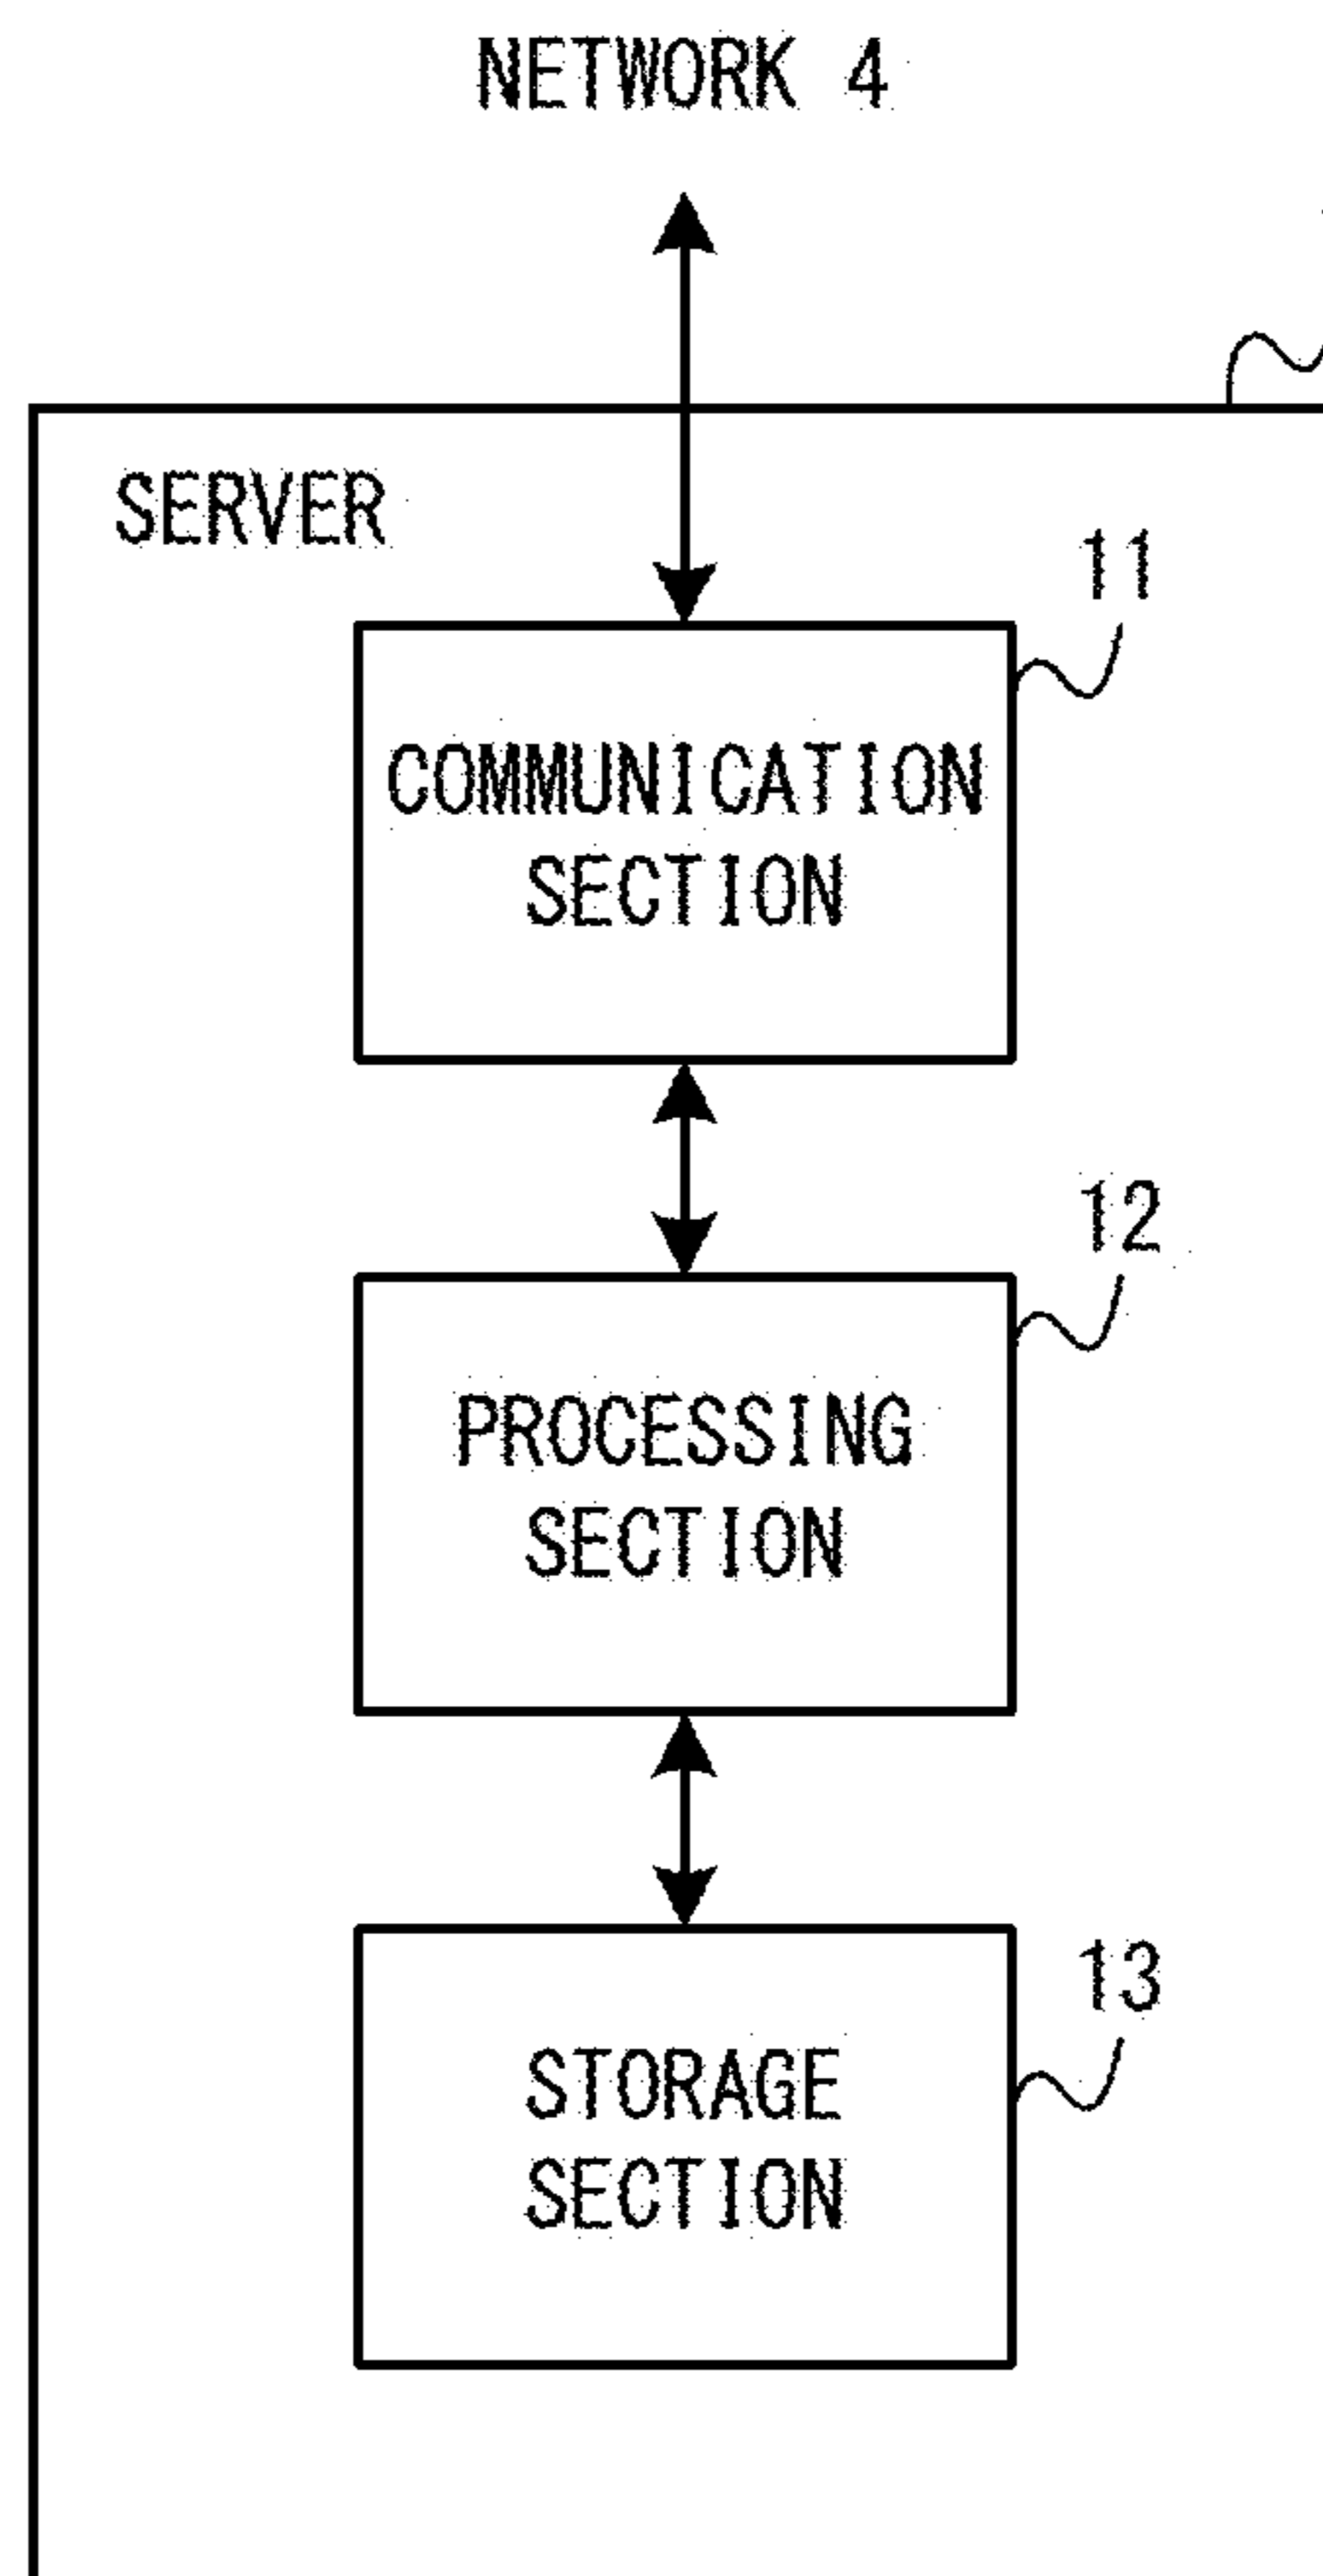 NETWORK 4
SERVER
11
COMMUNICATION
SECTION
12
PROCESSING
SECTION
13
STORAGE
SECTION